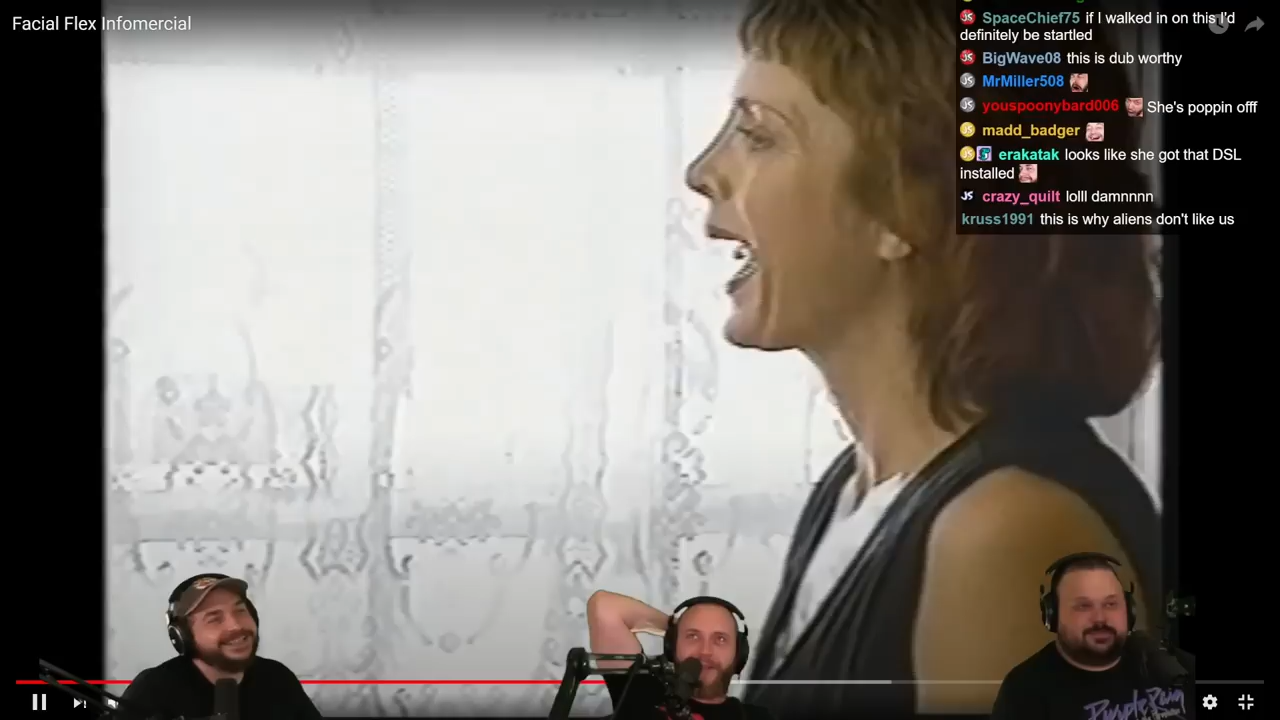 Facial Flex Infomercial
SpaceChief75 if I walked in on this I'd
definitely be startled
BigWave08 this is dub worthy
MrMiller508
youspoonybard006 She's poppin offf
madd_badger
erakatak looks like she got that DSL
installed
crazy_quilt lolll damnnnn
kruss1991 this is why aliens don't like us
Purple Rain